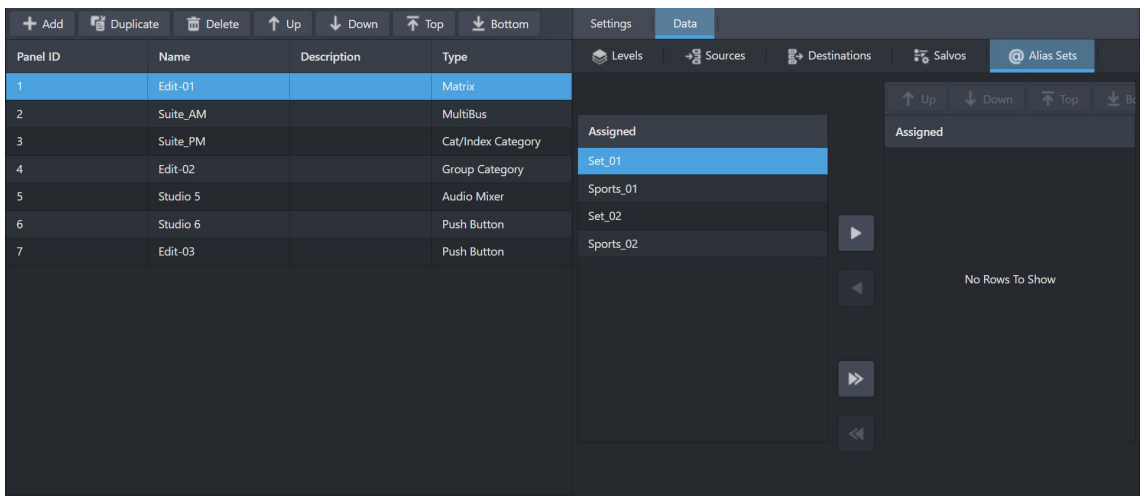 Add Duplicate Delete Up Down Top Bottom Settings Data
Panel ID Name Description Type
Levels Sources Destinations Salvos @ Alias Sets
1 Edit-01 Matrix
2 Suite_AM MultiBus
3 Suite_PM Cat/Index Category
4 Edit-02 Group Category
5 Studio 5 Audio Mixer
6 Studio 6 Push Button
7 Edit-03 Push Button
Up Down Top
Assigned
Set_01
Sports_01
Set_02
Sports_02
Assigned
No Rows To Show